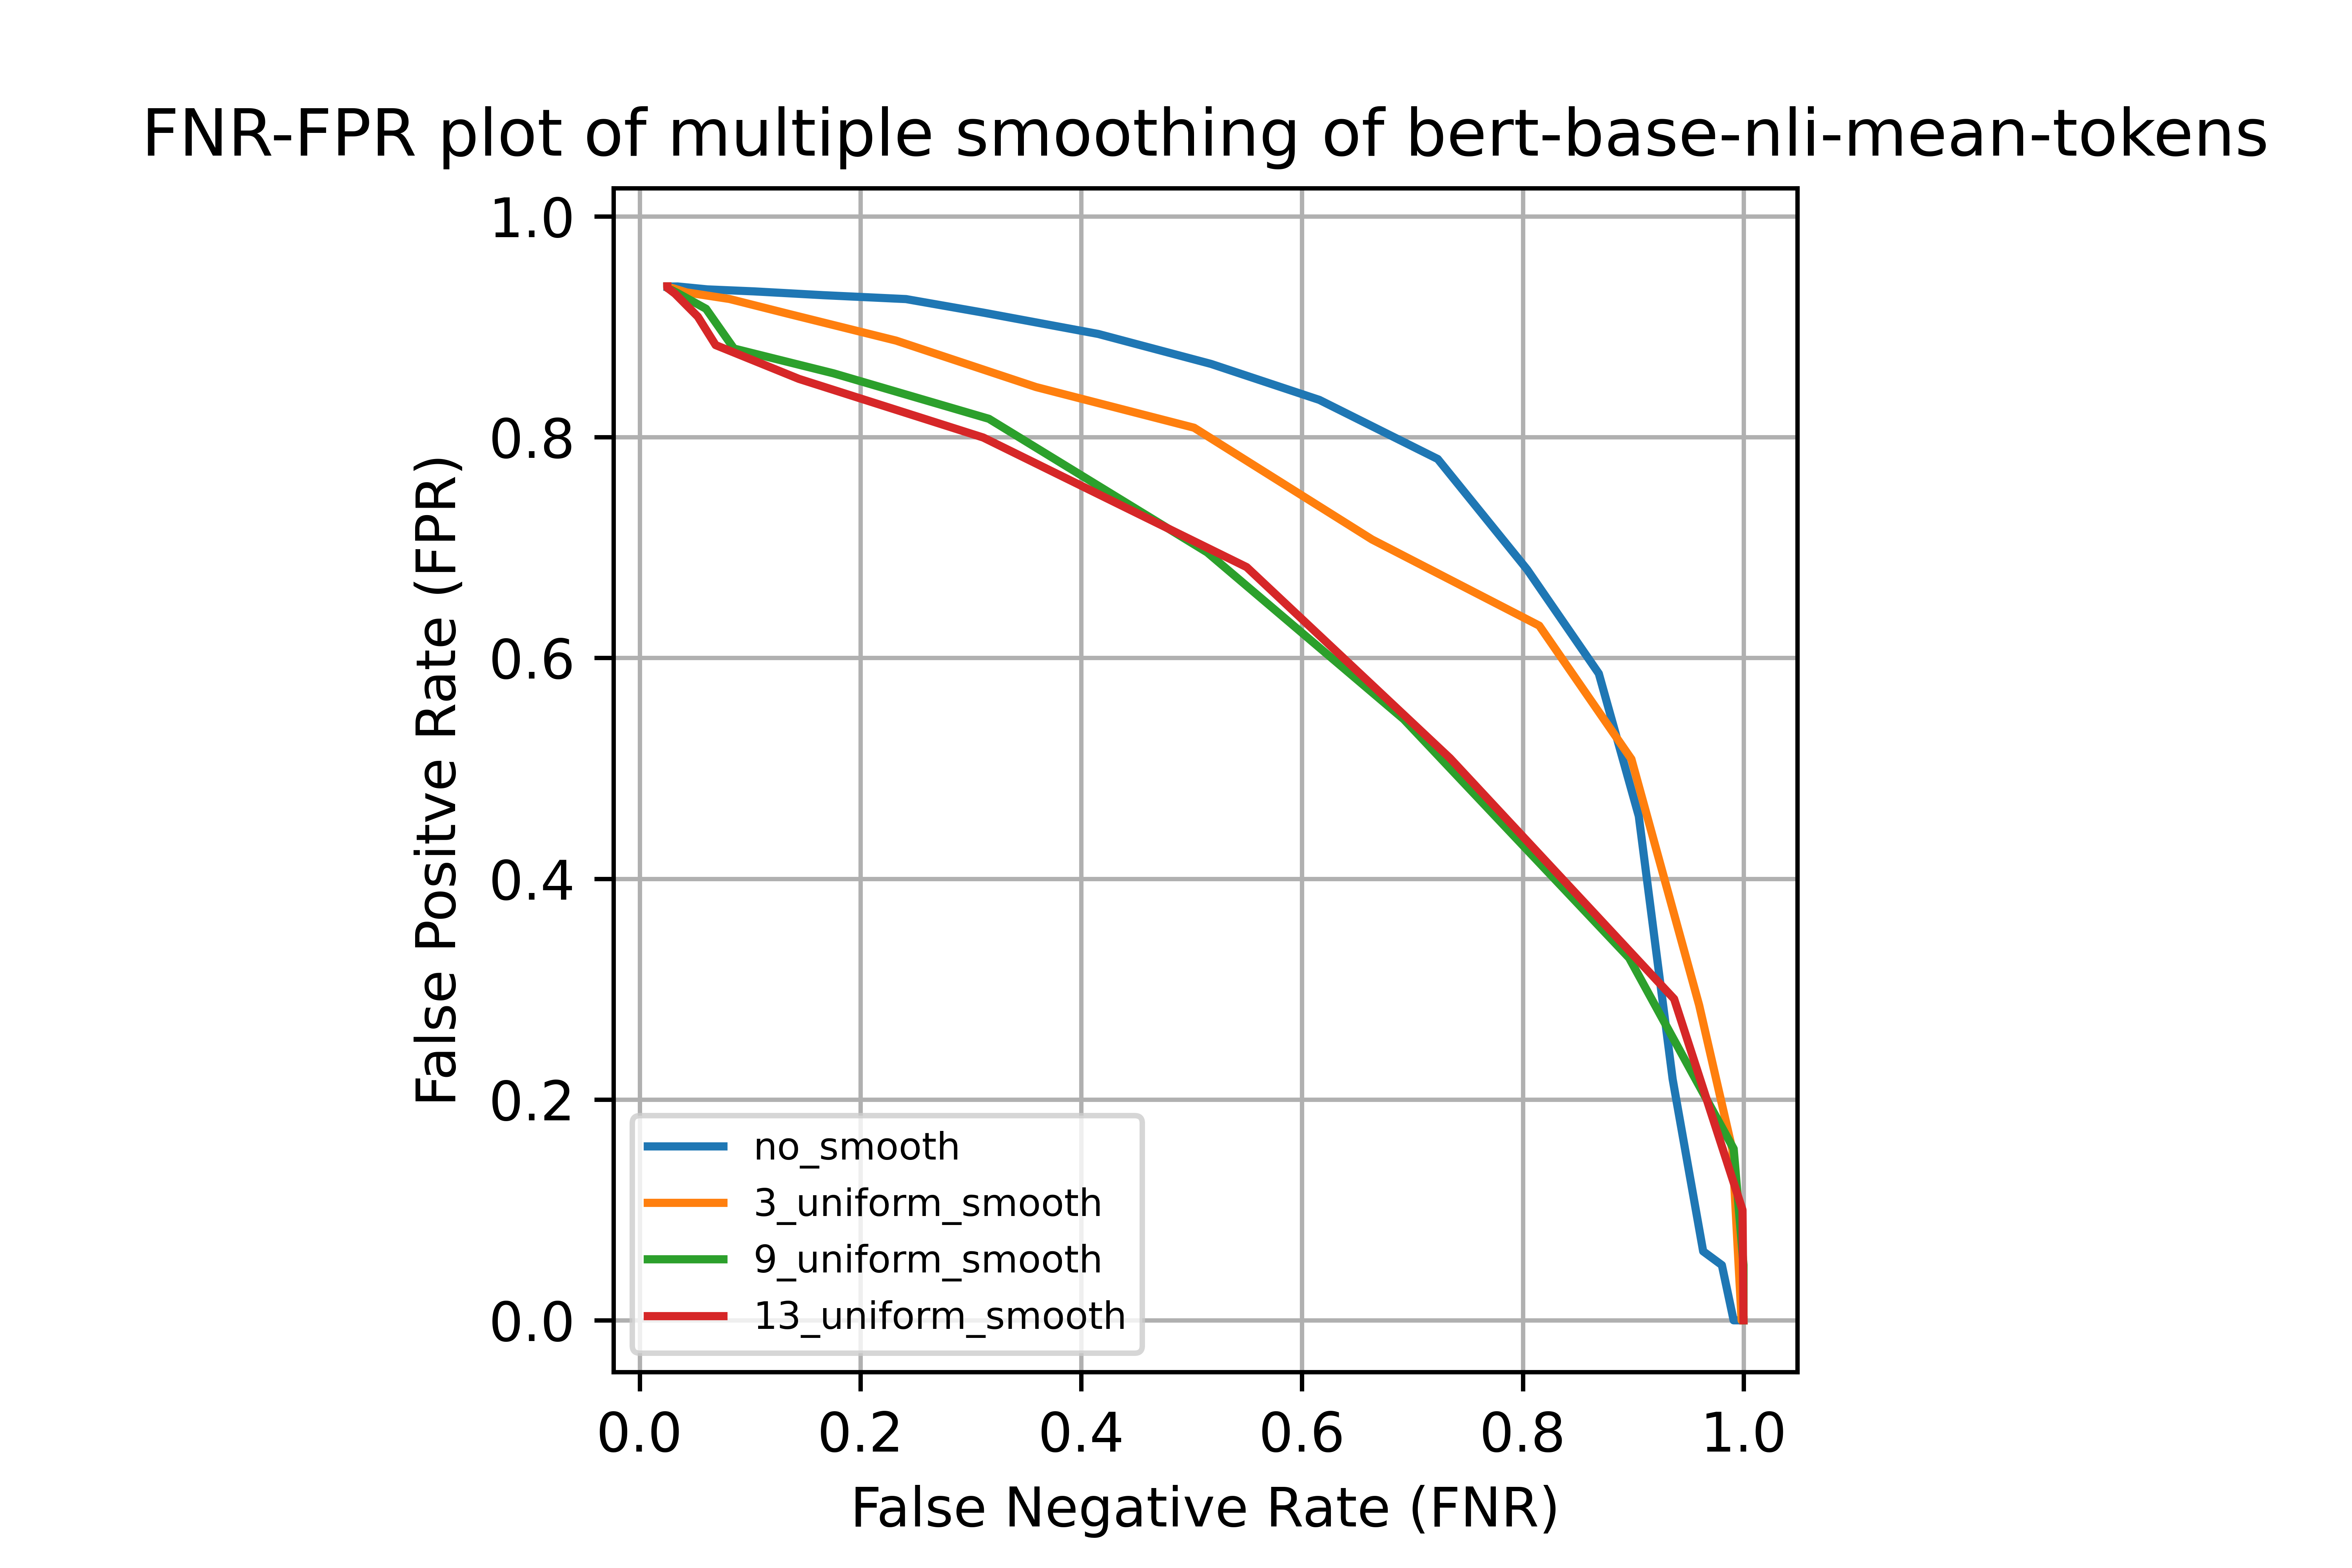 FNR-FPR plot of multiple smoothing of bert-base-nli-mean-tokens
1.0
0.8
0.6
0.4
0.2
0.0
False Positve Rate (FPR)
no_smooth
3_uniform_smooth
9_uniform_smooth
13_uniform_smooth
0.0 0.2 0.4 0.6 0.8 1.0
False Negative Rate (FNR)